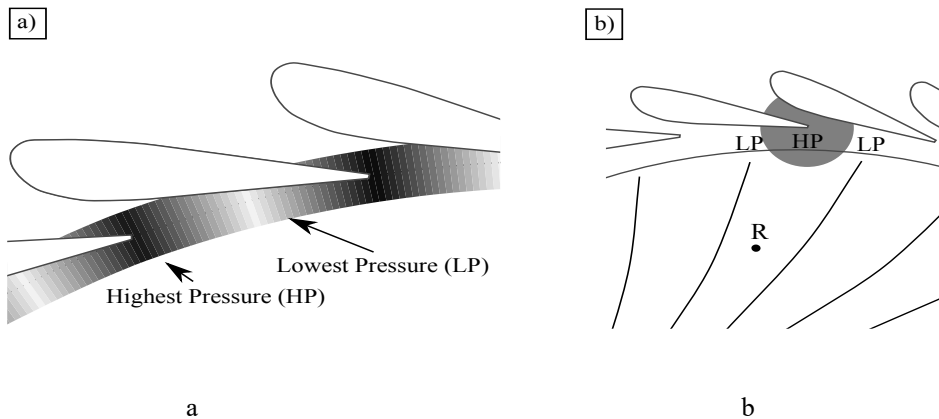 a)
Lowest Pressure (LP)
Highest Pressure (HP)
a
b)
LP HP LP
R
b